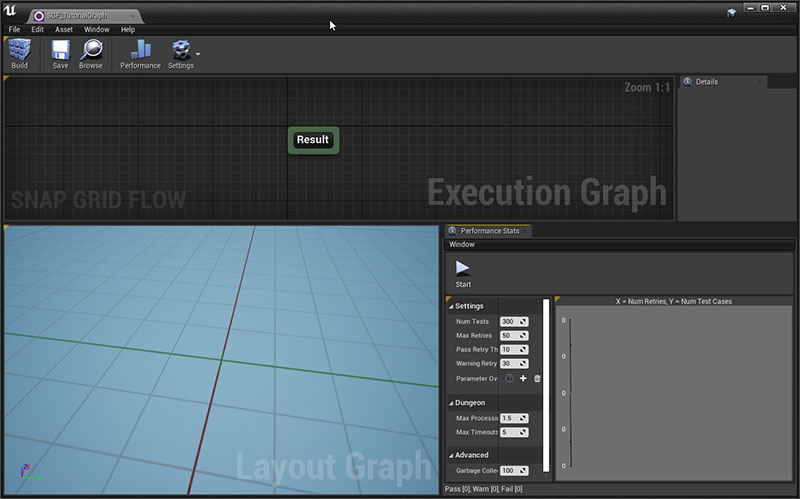 SGF_TutorialGraph
File Edit Asset Window Help
Build Save Browse Performance Settings
Zoom 1:1
Result
SNAP GRID FLOW
Execution Graph
Details
Layout Graph
Performance Stats
Window
Start
Settings
Num Tests 300
Max Retries 50
Pass Retry Th 10
Warning Retry 30
Parameter Ov
Dungeon
Max Processi 1.5
Max Timeouts 5
Advanced
Garbage Collec 100
X = Num Retries, Y = Num Test Cases
0
0
0
0
0
Pass [0], Warn [0], Fail [0]